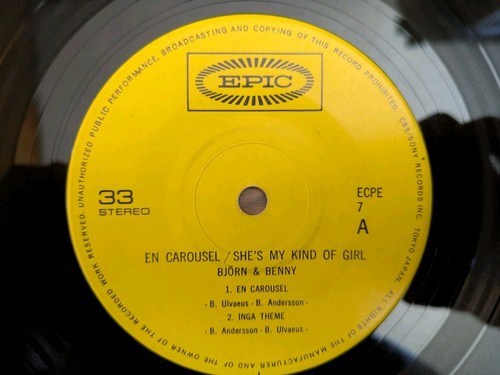 EPIC
33
STEREO
ECPE
7
A
EN CAROUSEL / SHE'S MY KIND OF GIRL
BJÖRN & BENNY
1. EN CAROUSEL
- B. Ulvaeus - B. Andersson -
2. INGA THEME
- B. Andersson - B. Ulvaeus -
OF THE MANUFACTURER AND OF THE OWNER OF THE RECORDED WORK RESERVED. UNAUTHORIZED PUBLIC PERFORMANCE, BROADCASTING AND COPYING OF THIS RECORD PROHIBITED. CBS/SONY RECORDS INC. TOKYO JAPAN. ALL RIGHTS